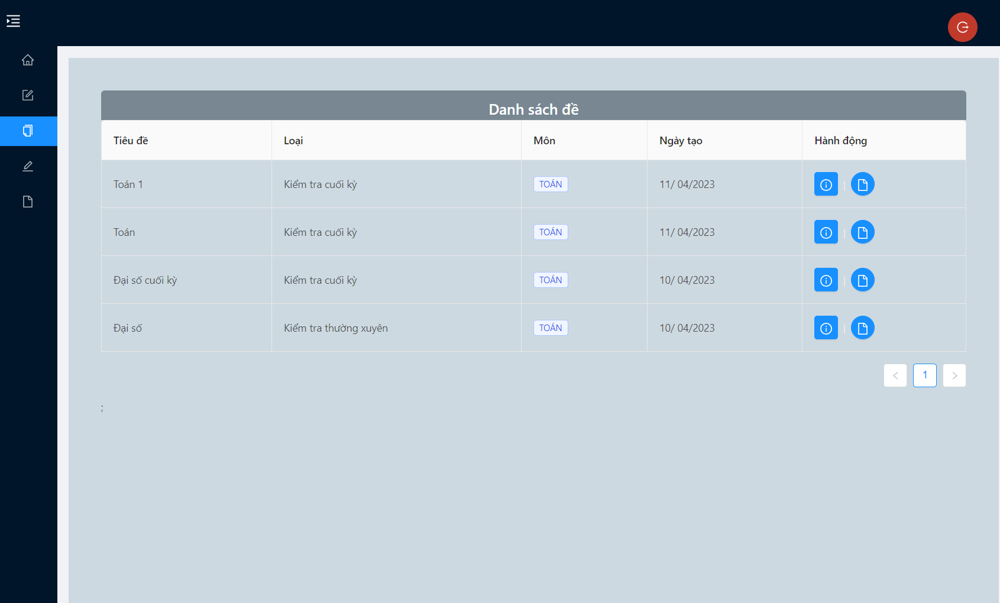 Danh sách đề
Tiêu đề Loại Môn Ngày tạo Hành động
Toán 1 Kiểm tra cuối kỳ TOÁN 11/ 04/2023
Toán Kiểm tra cuối kỳ TOÁN 11/ 04/2023
Đại số cuối kỳ Kiểm tra cuối kỳ TOÁN 10/ 04/2023
Đại số Kiểm tra thường xuyên TOÁN 10/ 04/2023
< 1 >
;